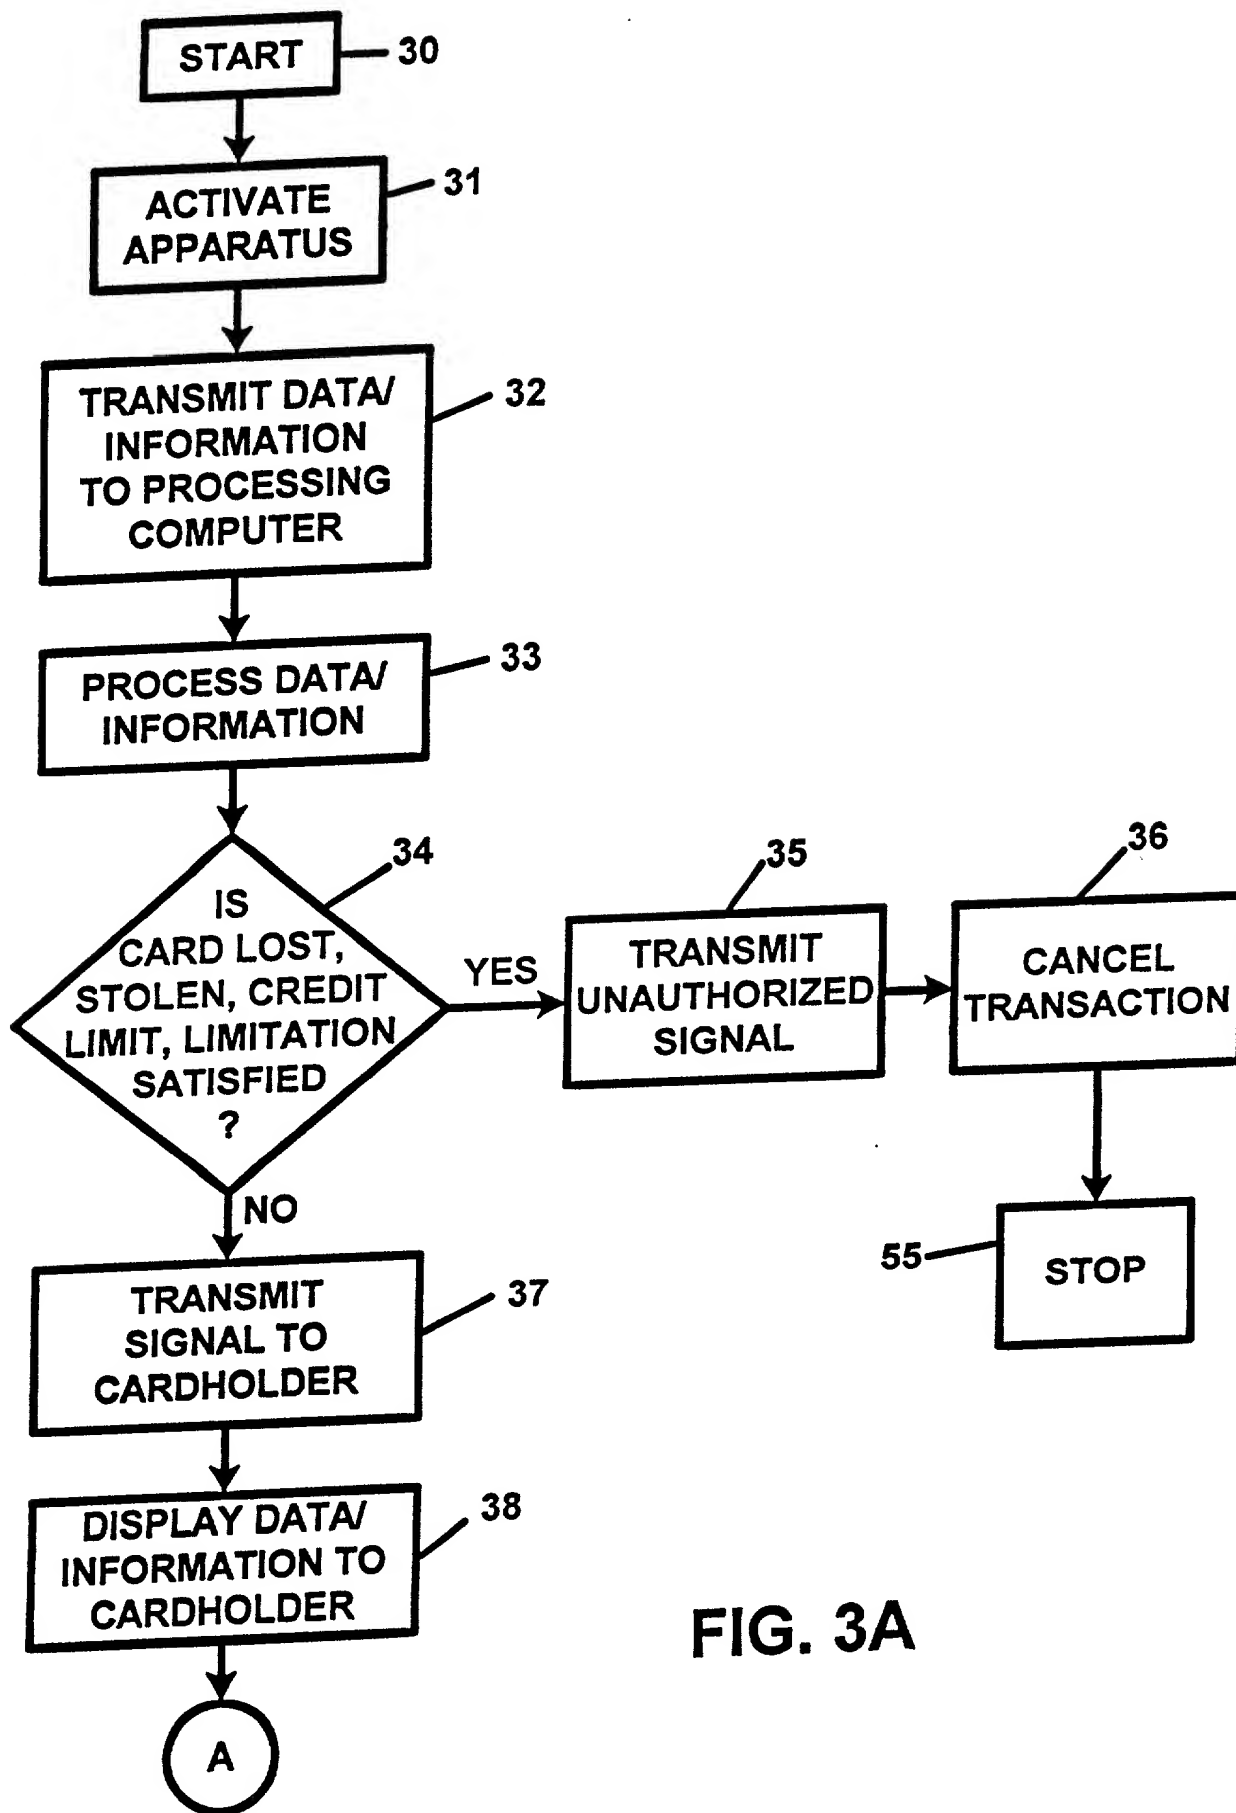 START
30
ACTIVATE
APPARATUS
31
TRANSMIT DATA/
INFORMATION
TO PROCESSING
COMPUTER
32
PROCESS DATA/
INFORMATION
33
IS
CARD LOST,
STOLEN, CREDIT
LIMIT, LIMITATION
SATISFIED
?
34
YES
TRANSMIT
UNAUTHORIZED
SIGNAL
35
CANCEL
TRANSACTION
36
STOP
55
NO
TRANSMIT
SIGNAL TO
CARDHOLDER
37
DISPLAY DATA/
INFORMATION TO
CARDHOLDER
38
A
FIG. 3A